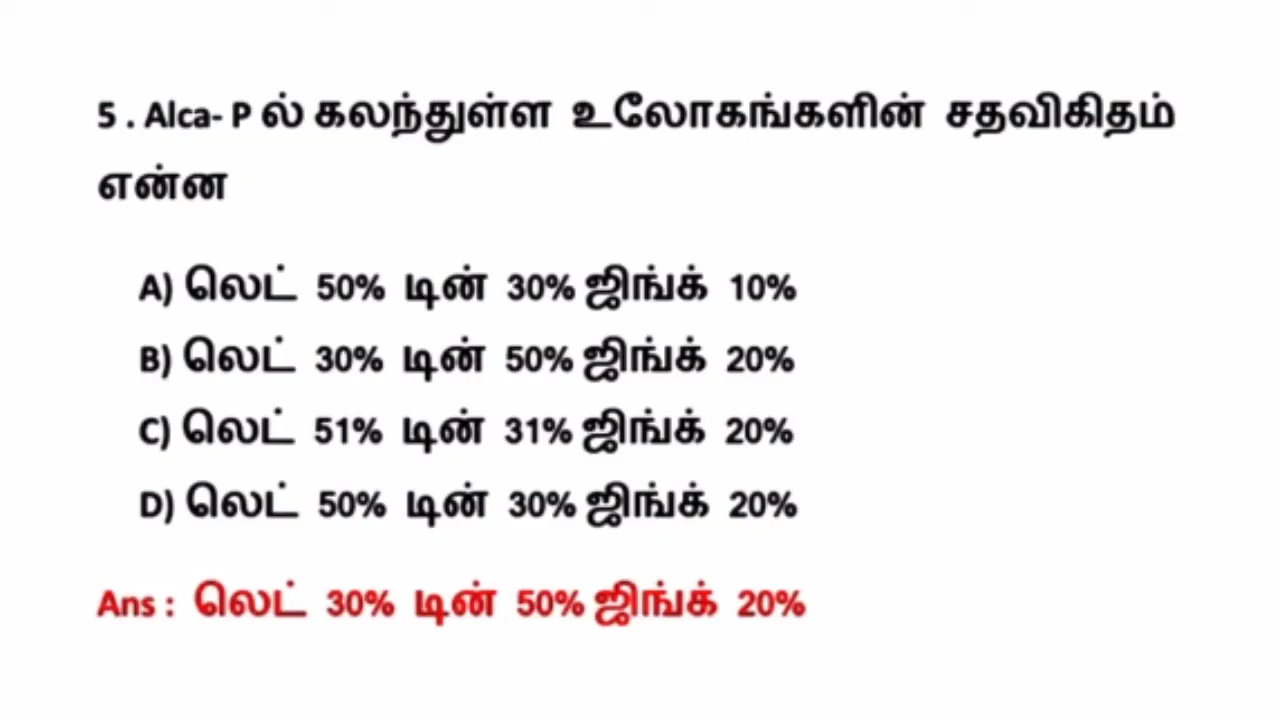 5 . Alca- P ல் கலந்துள்ள உலோகங்களின் சதவிகிதம்
என்ன
A) லெட் 50% டின் 30% ஜிங்க் 10%
B) லெட் 30% டின் 50% ஜிங்க் 20%
C) லெட் 51% டின் 31% ஜிங்க் 20%
D) லெட் 50% டின் 30% ஜிங்க் 20%
Ans : லெட் 30% டின் 50% ஜிங்க் 20%